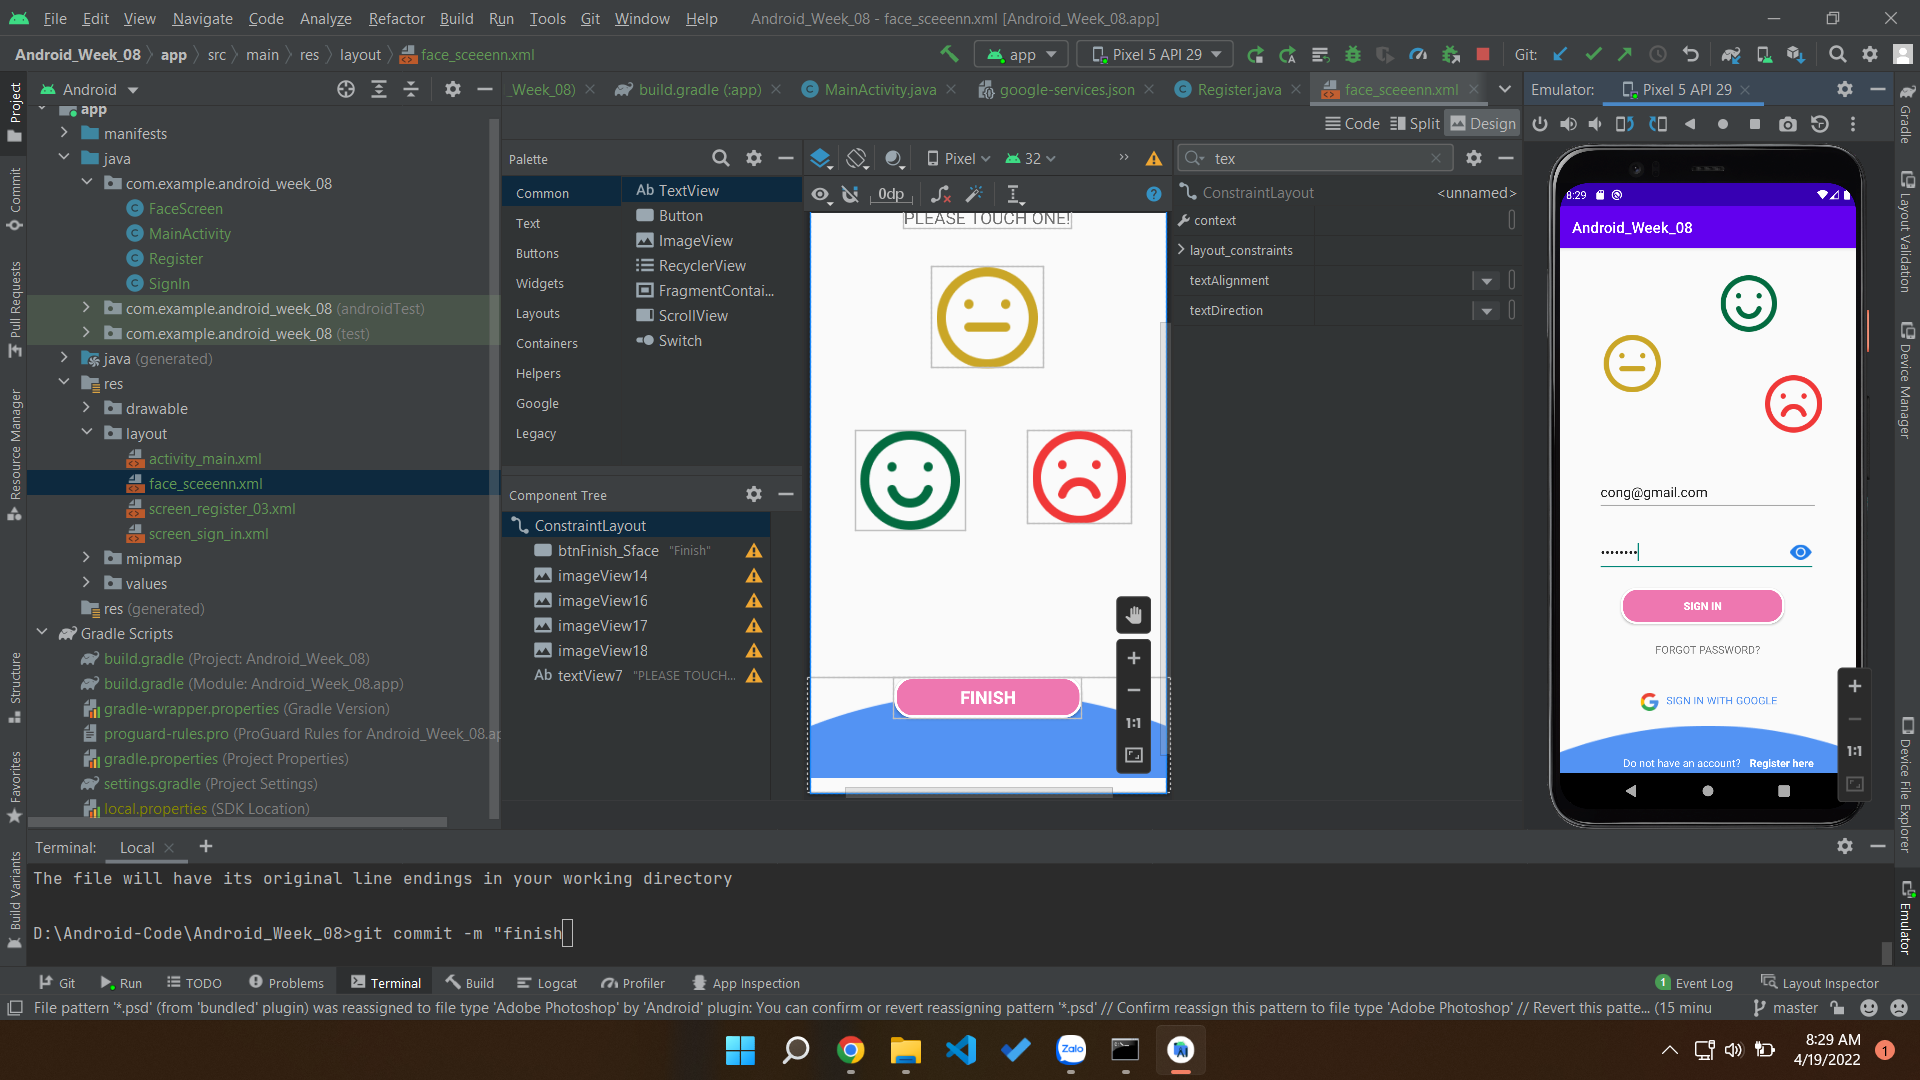 File Edit View Navigate Code Analyze Refactor Build Run Tools Git Window Help Android_Week_08 - face_sceeenn.xml [Android_Week_08.app]
Android_Week_08 app src main res layout face_sceeenn.xml app Pixel 5 API 29 Git:
Android _Week_08) build.gradle (:app) MainActivity.java google-services.json Register.java face_sceeenn.xml Emulator: Pixel 5 API 29
Code Split Design
Project
Commit
Pull Requests
Resource Manager
Structure
Favorites
Build Variants
app
manifests
java
com.example.android_week_08
FaceScreen
MainActivity
Register
SignIn
com.example.android_week_08 (androidTest)
com.example.android_week_08 (test)
java (generated)
res
drawable
layout
activity_main.xml
face_sceeenn.xml
screen_register_03.xml
screen_sign_in.xml
mipmap
values
res (generated)
Gradle Scripts
build.gradle (Project: Android_Week_08)
build.gradle (Module: Android_Week_08.app)
gradle-wrapper.properties (Gradle Version)
proguard-rules.pro (ProGuard Rules for Android_Week_08.ap
gradle.properties (Project Properties)
settings.gradle (Project Settings)
local.properties (SDK Location)
Palette
Common
Text
Buttons
Widgets
Layouts
Containers
Helpers
Google
Legacy
Ab TextView
Button
ImageView
RecyclerView
FragmentContai...
ScrollView
Switch
Component Tree
ConstraintLayout
btnFinish_Sface "Finish"
imageView14
imageView16
imageView17
imageView18
Ab textView7 "PLEASE TOUCH...
Pixel 32 »
0dp
PLEASE TOUCH ONE!
FINISH
1:1
tex
ConstraintLayout <unnamed>
context
layout_constraints
textAlignment
textDirection
8:29
Android_Week_08
cong@gmail.com
••••••••
SIGN IN
FORGOT PASSWORD?
SIGN IN WITH GOOGLE
Do not have an account? Register here
1:1
Gradle
Layout Validation
Device Manager
Device File Explorer
Emulator
Terminal: Local
The file will have its original line endings in your working directory
D:\Android-Code\Android_Week_08>git commit -m "finish
Git Run TODO Problems Terminal Build Logcat Profiler App Inspection 1 Event Log Layout Inspector
File pattern '*.psd' (from 'bundled' plugin) was reassigned to file type 'Adobe Photoshop' by 'Android' plugin: You can confirm or revert reassigning pattern '*.psd' // Confirm reassign this pattern to file type 'Adobe Photoshop' // Revert this patte... (15 minu master
Zalo
8:29 AM
4/19/2022
1